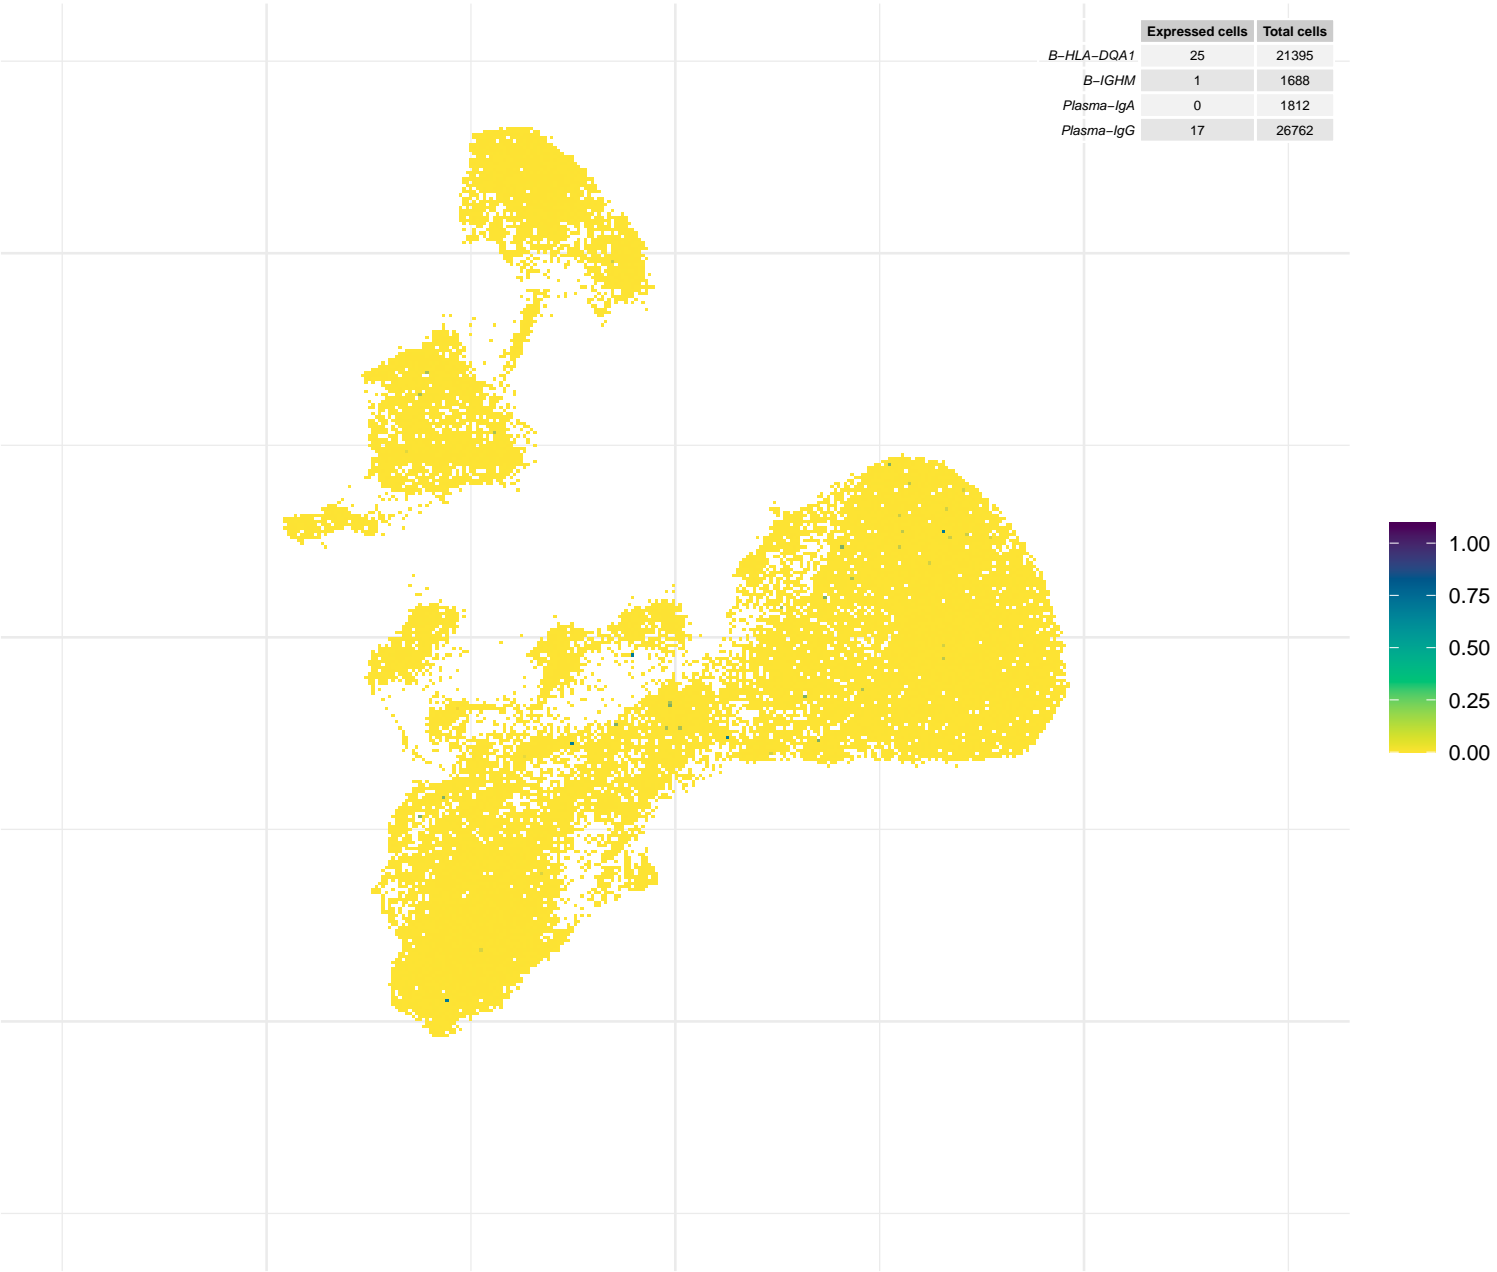 Expressed cells Total cells
B−HLA−DQA1 25 21395
B−IGHM 1 1688
Plasma−IgA 0 1812
Plasma−IgG 17 26762
1.00
0.75
0.50
0.25
0.00